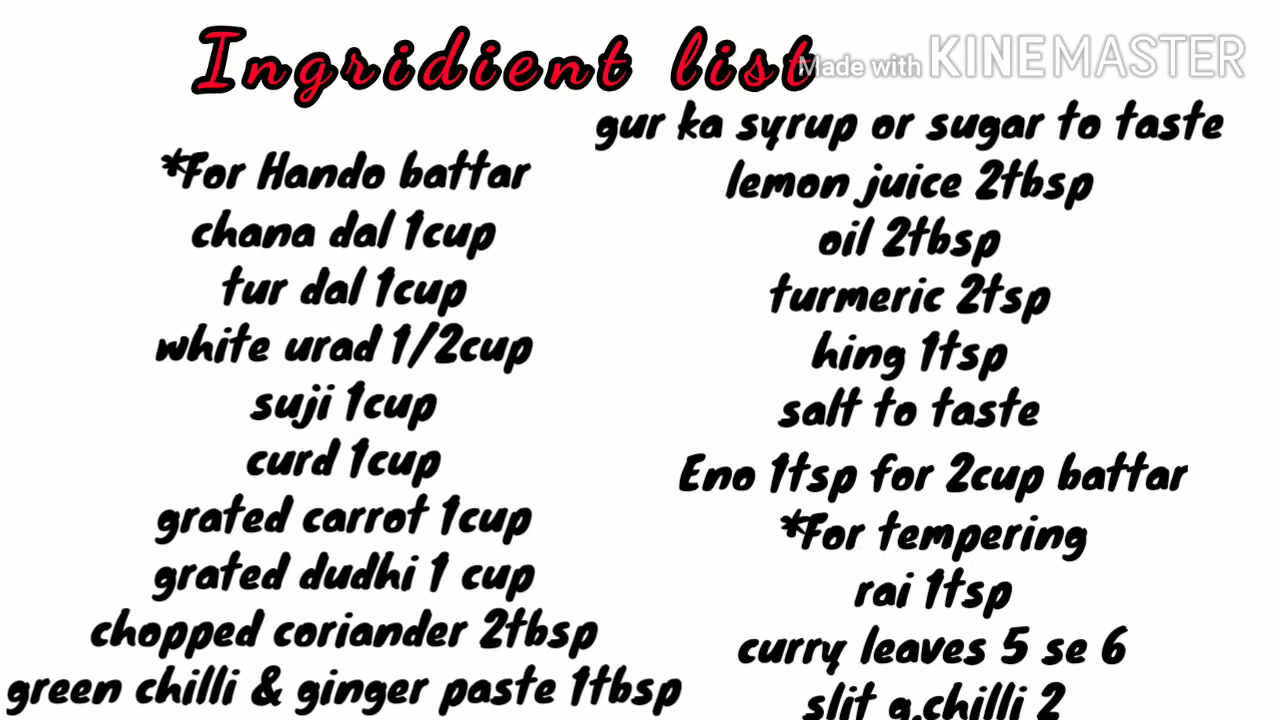 Ingridient list
Made with KINEMASTER
*For Hando battar
chana dal 1cup
tur dal 1cup
white urad 1/2cup
suji 1cup
curd 1cup
grated carrot 1cup
grated dudhi 1 cup
chopped coriander 2tbsp
green chilli & ginger paste 1tbsp
gur ka syrup or sugar to taste
lemon juice 2tbsp
oil 2tbsp
turmeric 2tsp
hing 1tsp
salt to taste
Eno 1tsp for 2cup battar
*For tempering
rai 1tsp
curry leaves 5 se 6
slit g.chilli 2